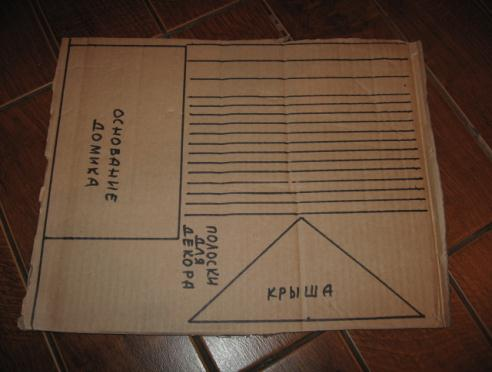 ОСНОВАНИЕ
ДОМИКА
ПОЛОСКИ
ДЛЯ
ДЕКОРА
КРЫША